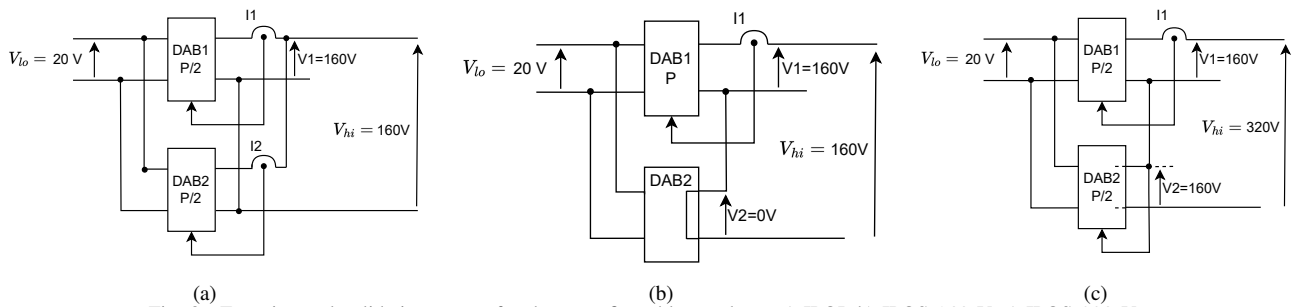 I1
DAB1
P/2
V_lo = 20 V
V1=160V
V_hi = 160V
I2
DAB2
P/2
(a)
I1
DAB1
P
V_lo = 20 V
V1=160V
V_hi = 160V
DAB2
V2=0V
(b)
I1
DAB1
P/2
V_lo = 20 V
V1=160V
V_hi = 320V
DAB2
P/2
V2=160V
(c)